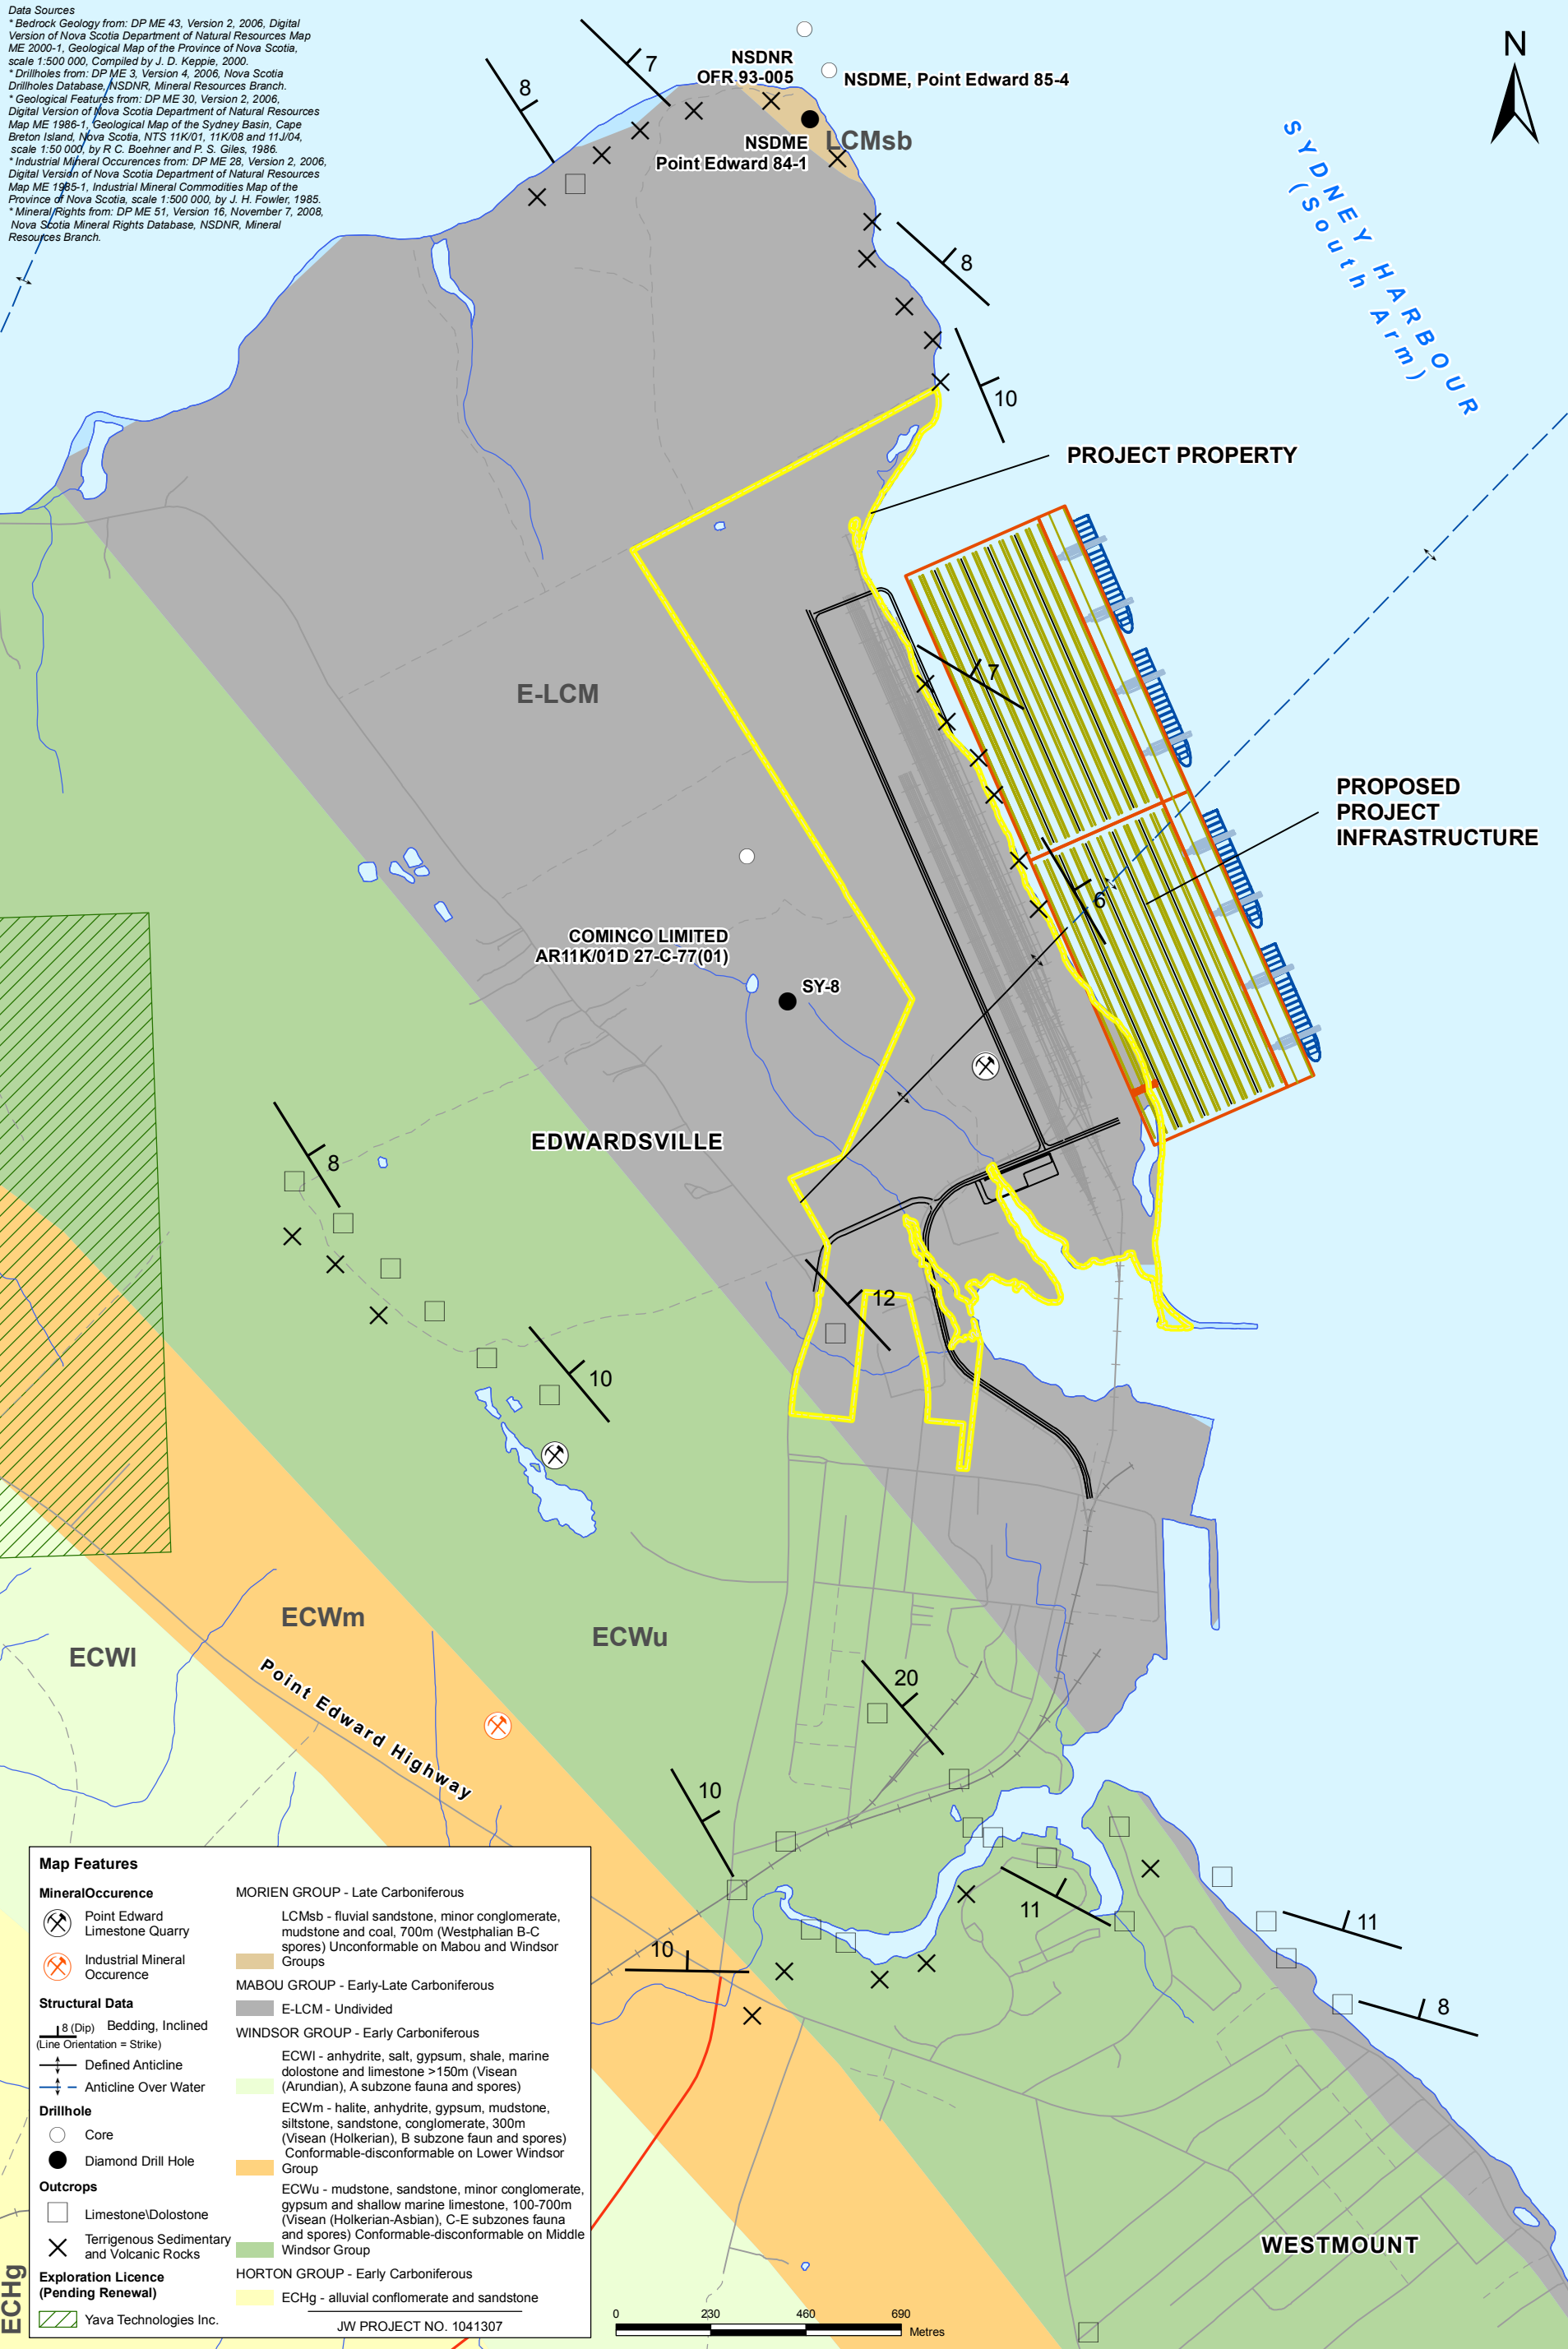 Data Sources
* Bedrock Geology from: DP ME 43, Version 2, 2006, Digital
Version of Nova Scotia Department of Natural Resources Map
ME 2000-1, Geological Map of the Province of Nova Scotia,
scale 1:500 000, Compiled by J. D. Keppie, 2000.
* Drillholes from: DP ME 3, Version 4, 2006, Nova Scotia
Drillholes Database, NSDNR, Mineral Resources Branch.
* Geological Features from: DP ME 30, Version 2, 2006,
Digital Version of Nova Scotia Department of Natural Resources
Map ME 1986-1, Geological Map of the Sydney Basin, Cape
Breton Island, Nova Scotia, NTS 11K/01, 11K/08 and 11J/04,
scale 1:50 000, by R C. Boehner and P. S. Giles, 1986.
* Industrial Mineral Occurences from: DP ME 28, Version 2, 2006,
Digital Version of Nova Scotia Department of Natural Resources
Map ME 1985-1, Industrial Mineral Commodities Map of the
Province of Nova Scotia, scale 1:500 000, by J. H. Fowler, 1985.
* Mineral Rights from: DP ME 51, Version 16, November 7, 2008,
Nova Scotia Mineral Rights Database, NSDNR, Mineral
Resources Branch.
N
7
8
NSDNR
OFR 93-005
NSDME, Point Edward 85-4
NSDME
Point Edward 84-1
LCMsb
SYDNEY HARBOUR
(South Arm)
8
10
PROJECT PROPERTY
E-LCM
7
PROPOSED
PROJECT
INFRASTRUCTURE
6
COMINCO LIMITED
AR11K/01D 27-C-77(01)
SY-8
EDWARDSVILLE
8
12
10
ECWm
ECWu
ECWl
Point Edward Highway
20
10
11
11
10
8
WESTMOUNT
ECHg
Map Features
MineralOccurence
Point Edward
Limestone Quarry
Industrial Mineral
Occurence
Structural Data
8 (Dip) Bedding, Inclined
(Line Orientation = Strike)
Defined Anticline
Anticline Over Water
Drillhole
Core
Diamond Drill Hole
Outcrops
Limestone\Dolostone
Terrigenous Sedimentary
and Volcanic Rocks
Exploration Licence
(Pending Renewal)
Yava Technologies Inc.
MORIEN GROUP - Late Carboniferous
LCMsb - fluvial sandstone, minor conglomerate,
mudstone and coal, 700m (Westphalian B-C
spores) Unconformable on Mabou and Windsor
Groups
MABOU GROUP - Early-Late Carboniferous
E-LCM - Undivided
WINDSOR GROUP - Early Carboniferous
ECWl - anhydrite, salt, gypsum, shale, marine
dolostone and limestone >150m (Visean
(Arundian), A subzone fauna and spores)
ECWm - halite, anhydrite, gypsum, mudstone,
siltstone, sandstone, conglomerate, 300m
(Visean (Holkerian), B subzone faun and spores)
Conformable-disconformable on Lower Windsor
Group
ECWu - mudstone, sandstone, minor conglomerate,
gypsum and shallow marine limestone, 100-700m
(Visean (Holkerian-Asbian), C-E subzones fauna
and spores) Conformable-disconformable on Middle
Windsor Group
HORTON GROUP - Early Carboniferous
ECHg - alluvial conflomerate and sandstone
JW PROJECT NO. 1041307
0 230 460 690
Metres